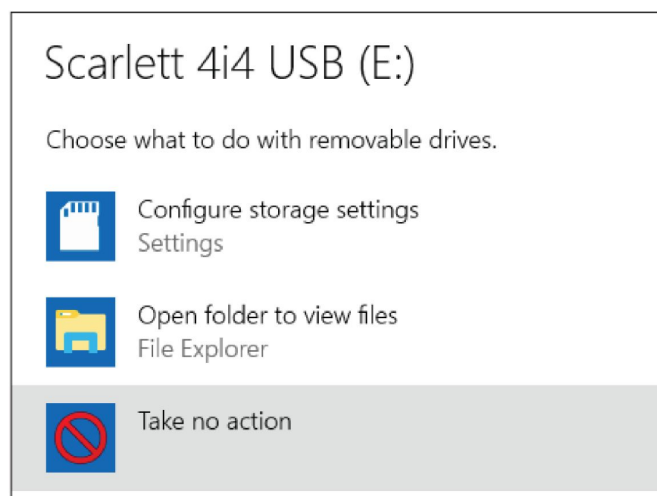 Scarlett 4i4 USB (E:)
Choose what to do with removable drives.
Configure storage settings
Settings
Open folder to view files
File Explorer
Take no action